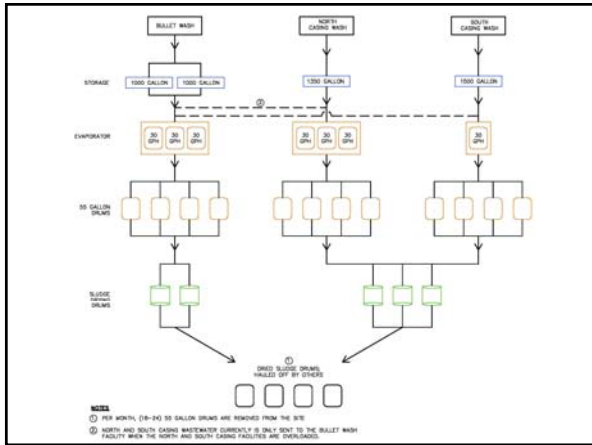 BULLET WASH
NORTH
CASING WASH
SOUTH
CASING WASH
STORAGE
1000 GALLON
1000 GALLON
1350 GALLON
1500 GALLON
2
EVAPORATOR
30
GPH
30
GPH
30
GPH
30
GPH
30
GPH
30
GPH
30
GPH
55 GALLON
DRUMS
SLUDGE
DRUMS
1
DRIED SLUDGE DRUMS,
HAULED OFF BY OTHERS
NOTES
1 PER MONTH, (18-24) 55 GALLON DRUMS ARE REMOVED FROM THE SITE
2 NORTH AND SOUTH CASING WASTEWATER CURRENTLY IS ONLY SENT TO THE BULLET WASH
FACILITY WHEN THE NORTH AND SOUTH CASING FACILITIES ARE OVERLOADED.